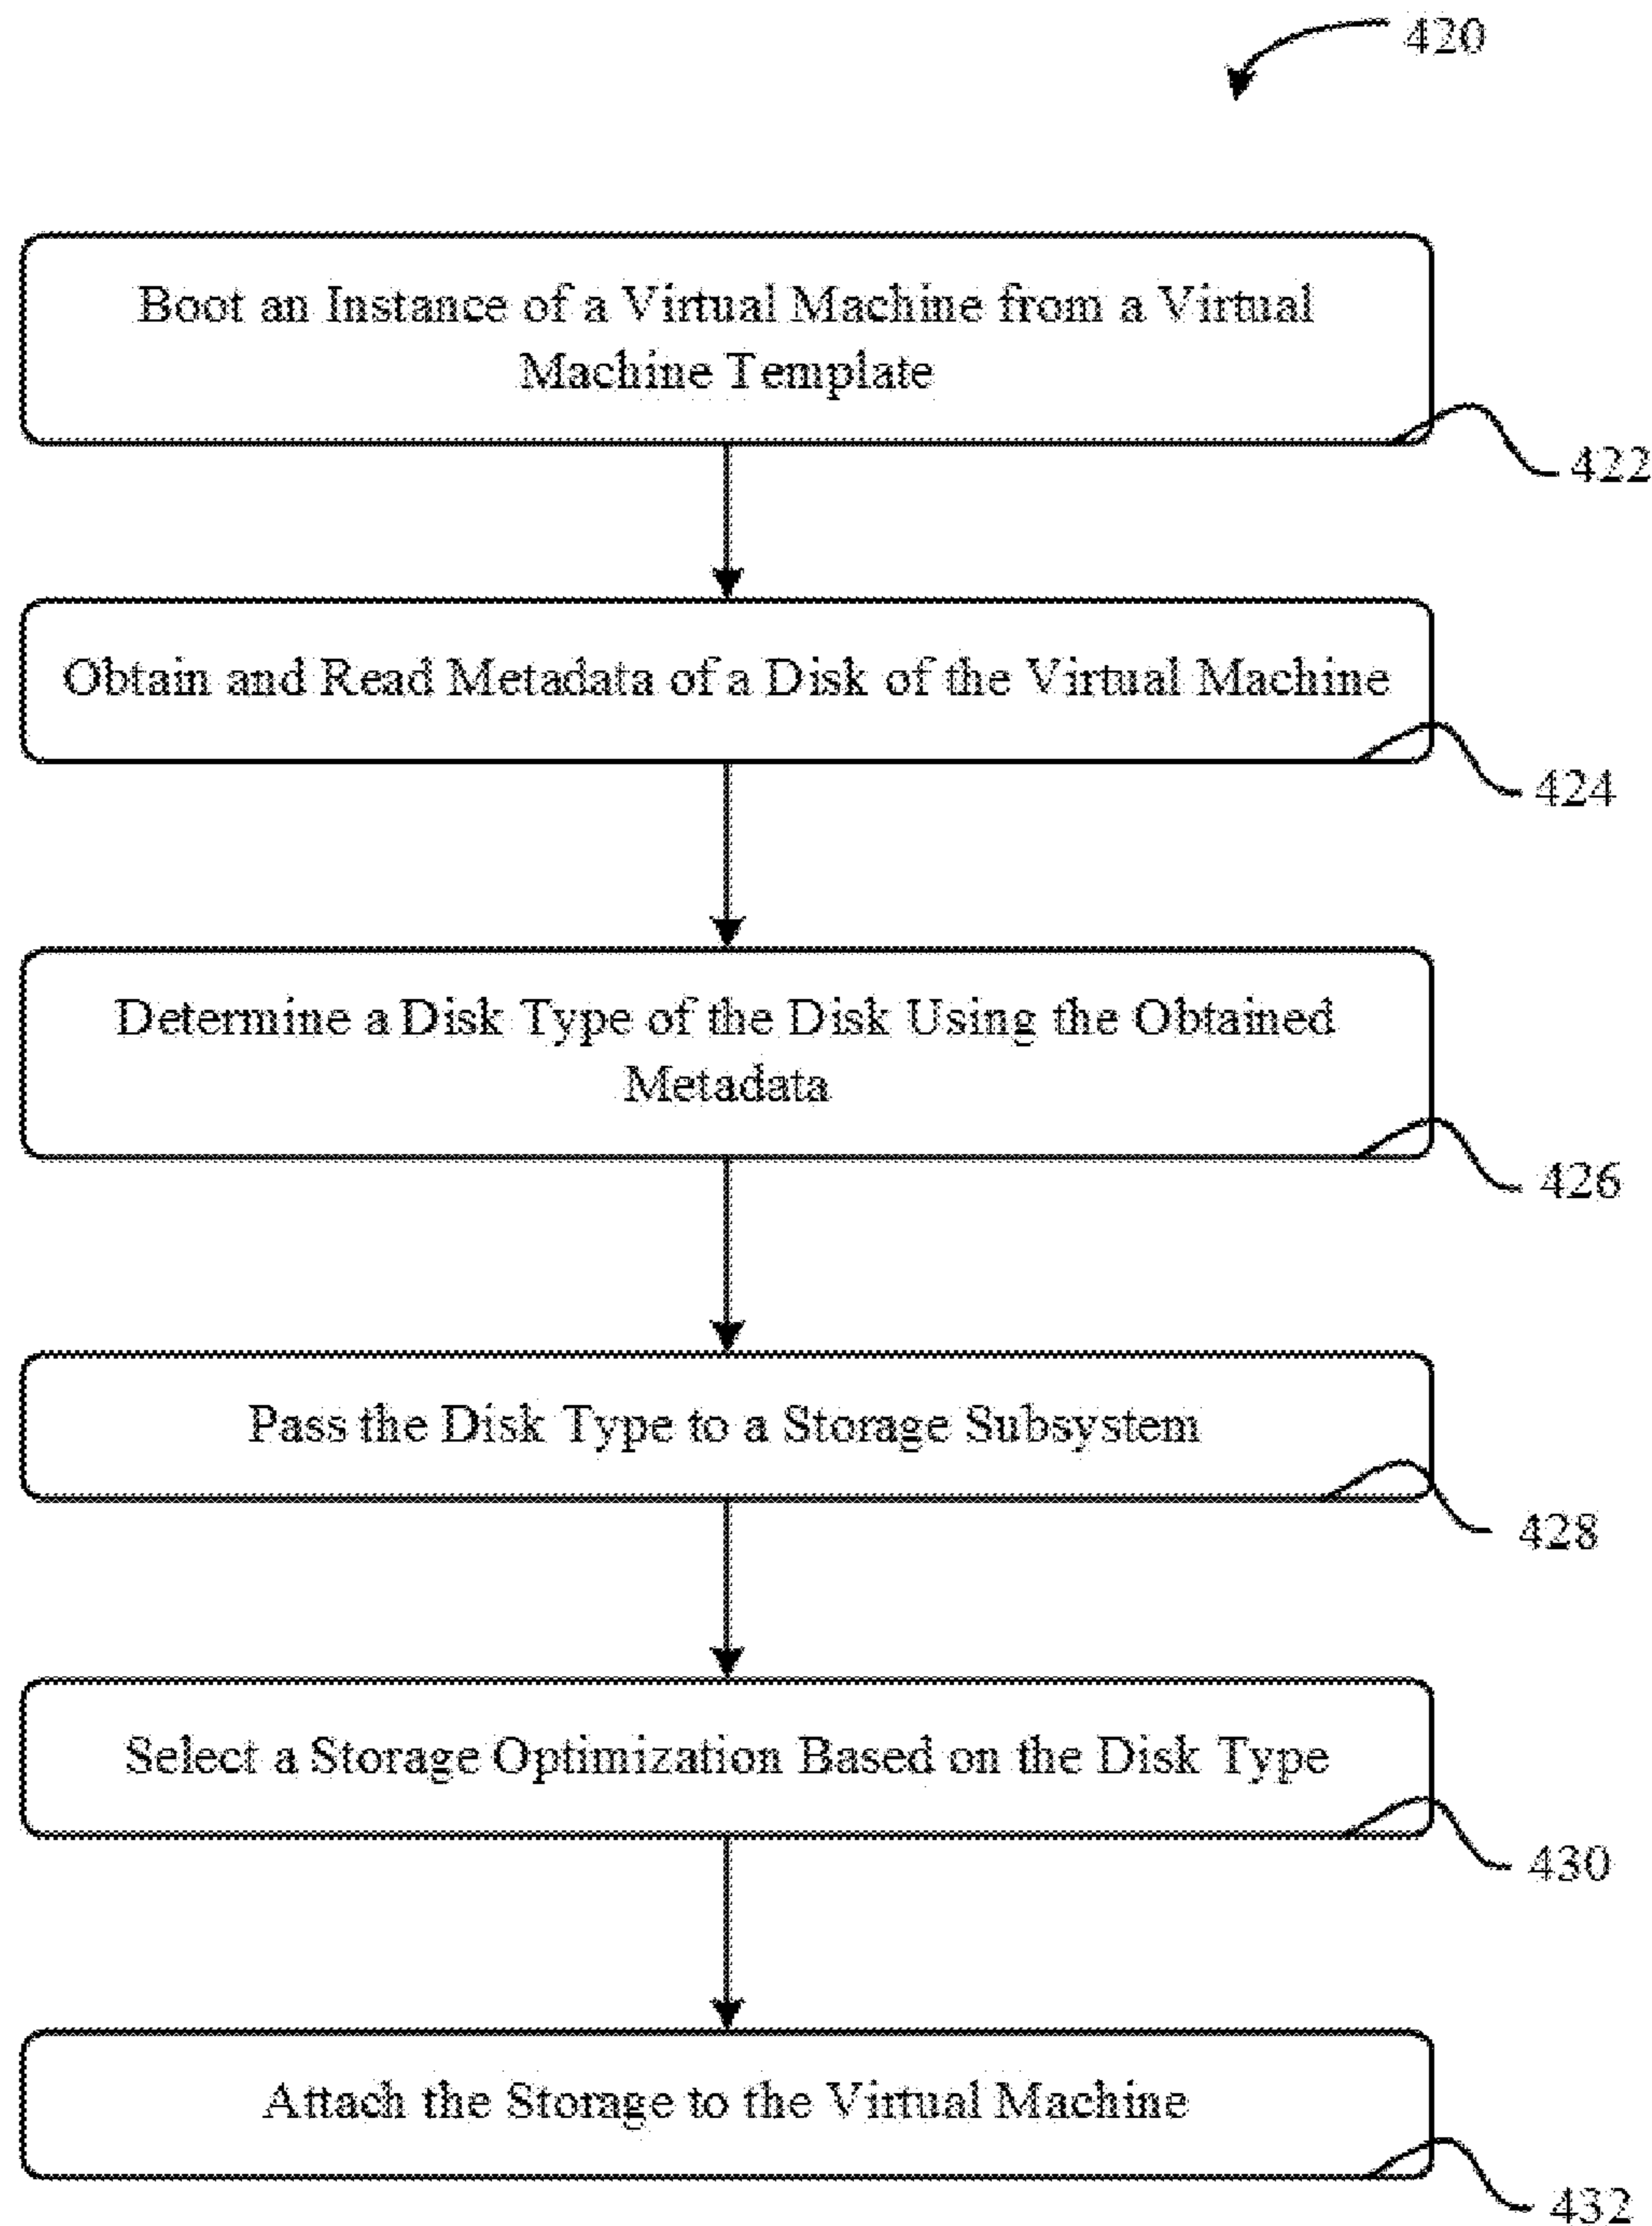 420
Boot an Instance of a Virtual Machine from a Virtual
Machine Template
422
Obtain and Read Metadata of a Disk of the Virtual Machine
424
Determine a Disk Type of the Disk Using the Obtained
Metadata
426
Pass the Disk Type to a Storage Subsystem
428
Select a Storage Optimization Based on the Disk Type
430
Attach the Storage to the Virtual Machine
432